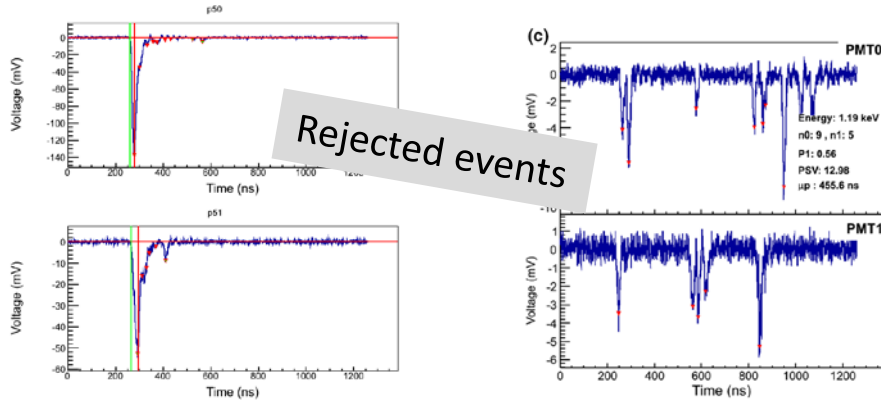 p50
Voltage (mV)
0
-20
-40
-60
-80
-100
-120
-140
0 200 400 600 800 1000 1200
Time (ns)
p51
Voltage (mV)
0
-10
-20
-30
-40
-50
-60
0 200 400 600 800 1000 1200
Time (ns)
Rejected events
(c)
PMT0
Voltage (mV)
2
0
-2
-4
-10
Energy: 1.19 keV
n0: 9 , n1: 5
P1: 0.56
PSV: 12.98
μp : 455.6 ns
PMT1
Voltage (mV)
1
0
-1
-2
-3
-4
-5
-6
0 200 400 600 800 1000 1200
Time (ns)